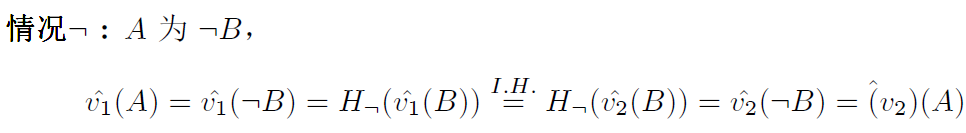 情况¬：A 为 ¬B，
v̂₁(A) = v̂₁(¬B) = H¬(v̂₁(B)) I.H.= H¬(v̂₂(B)) = v̂₂(¬B) = (̂v₂)(A)